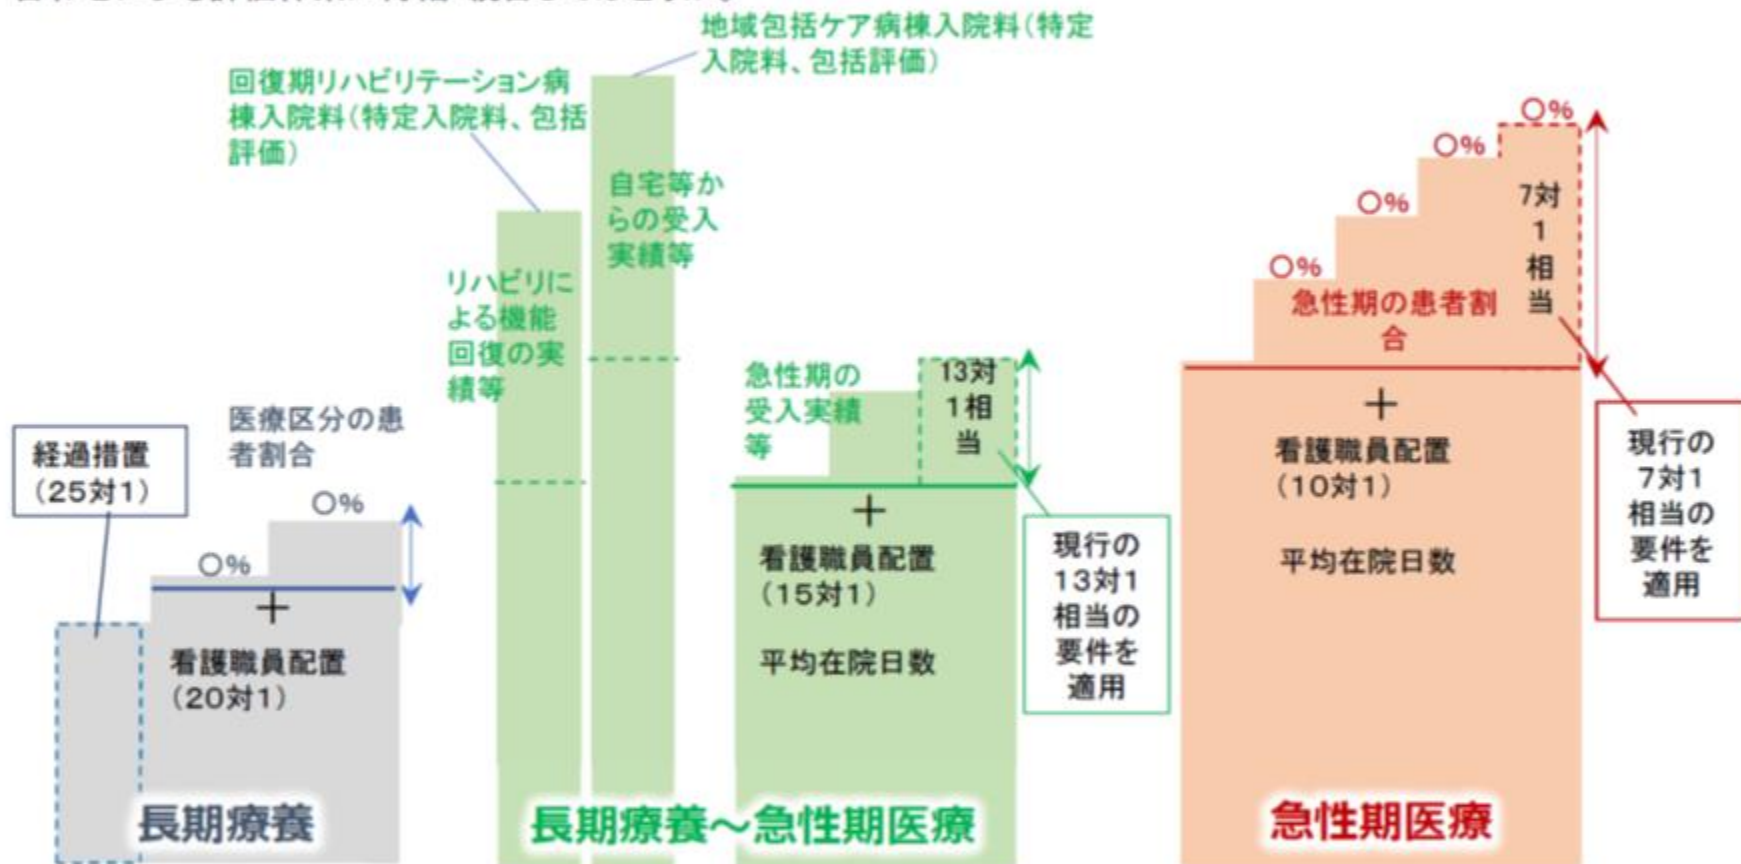 地域包括ケア病棟入院料(特定
入院料、包括評価)
回復期リハビリテーション病
棟入院料(特定入院料、包括
評価)
自宅等か
らの受入
実績等
リハビリに
よる機能
回復の実
績等
急性期の
受入実績
等
13対
1相
当
医療区分の患
者割合
経過措置
(25対1)
○%
○%
+
看護職員配置
(20対1)
+
看護職員配置
(15対1)
平均在院日数
現行の
13対1
相当の
要件を
適用
○%
○%
○%
○%
7対
1
相
当
急性期の患者割
合
+
看護職員配置
(10対1)
平均在院日数
現行の
7対1
相当の
要件を
適用
長期療養
長期療養~急性期医療
急性期医療